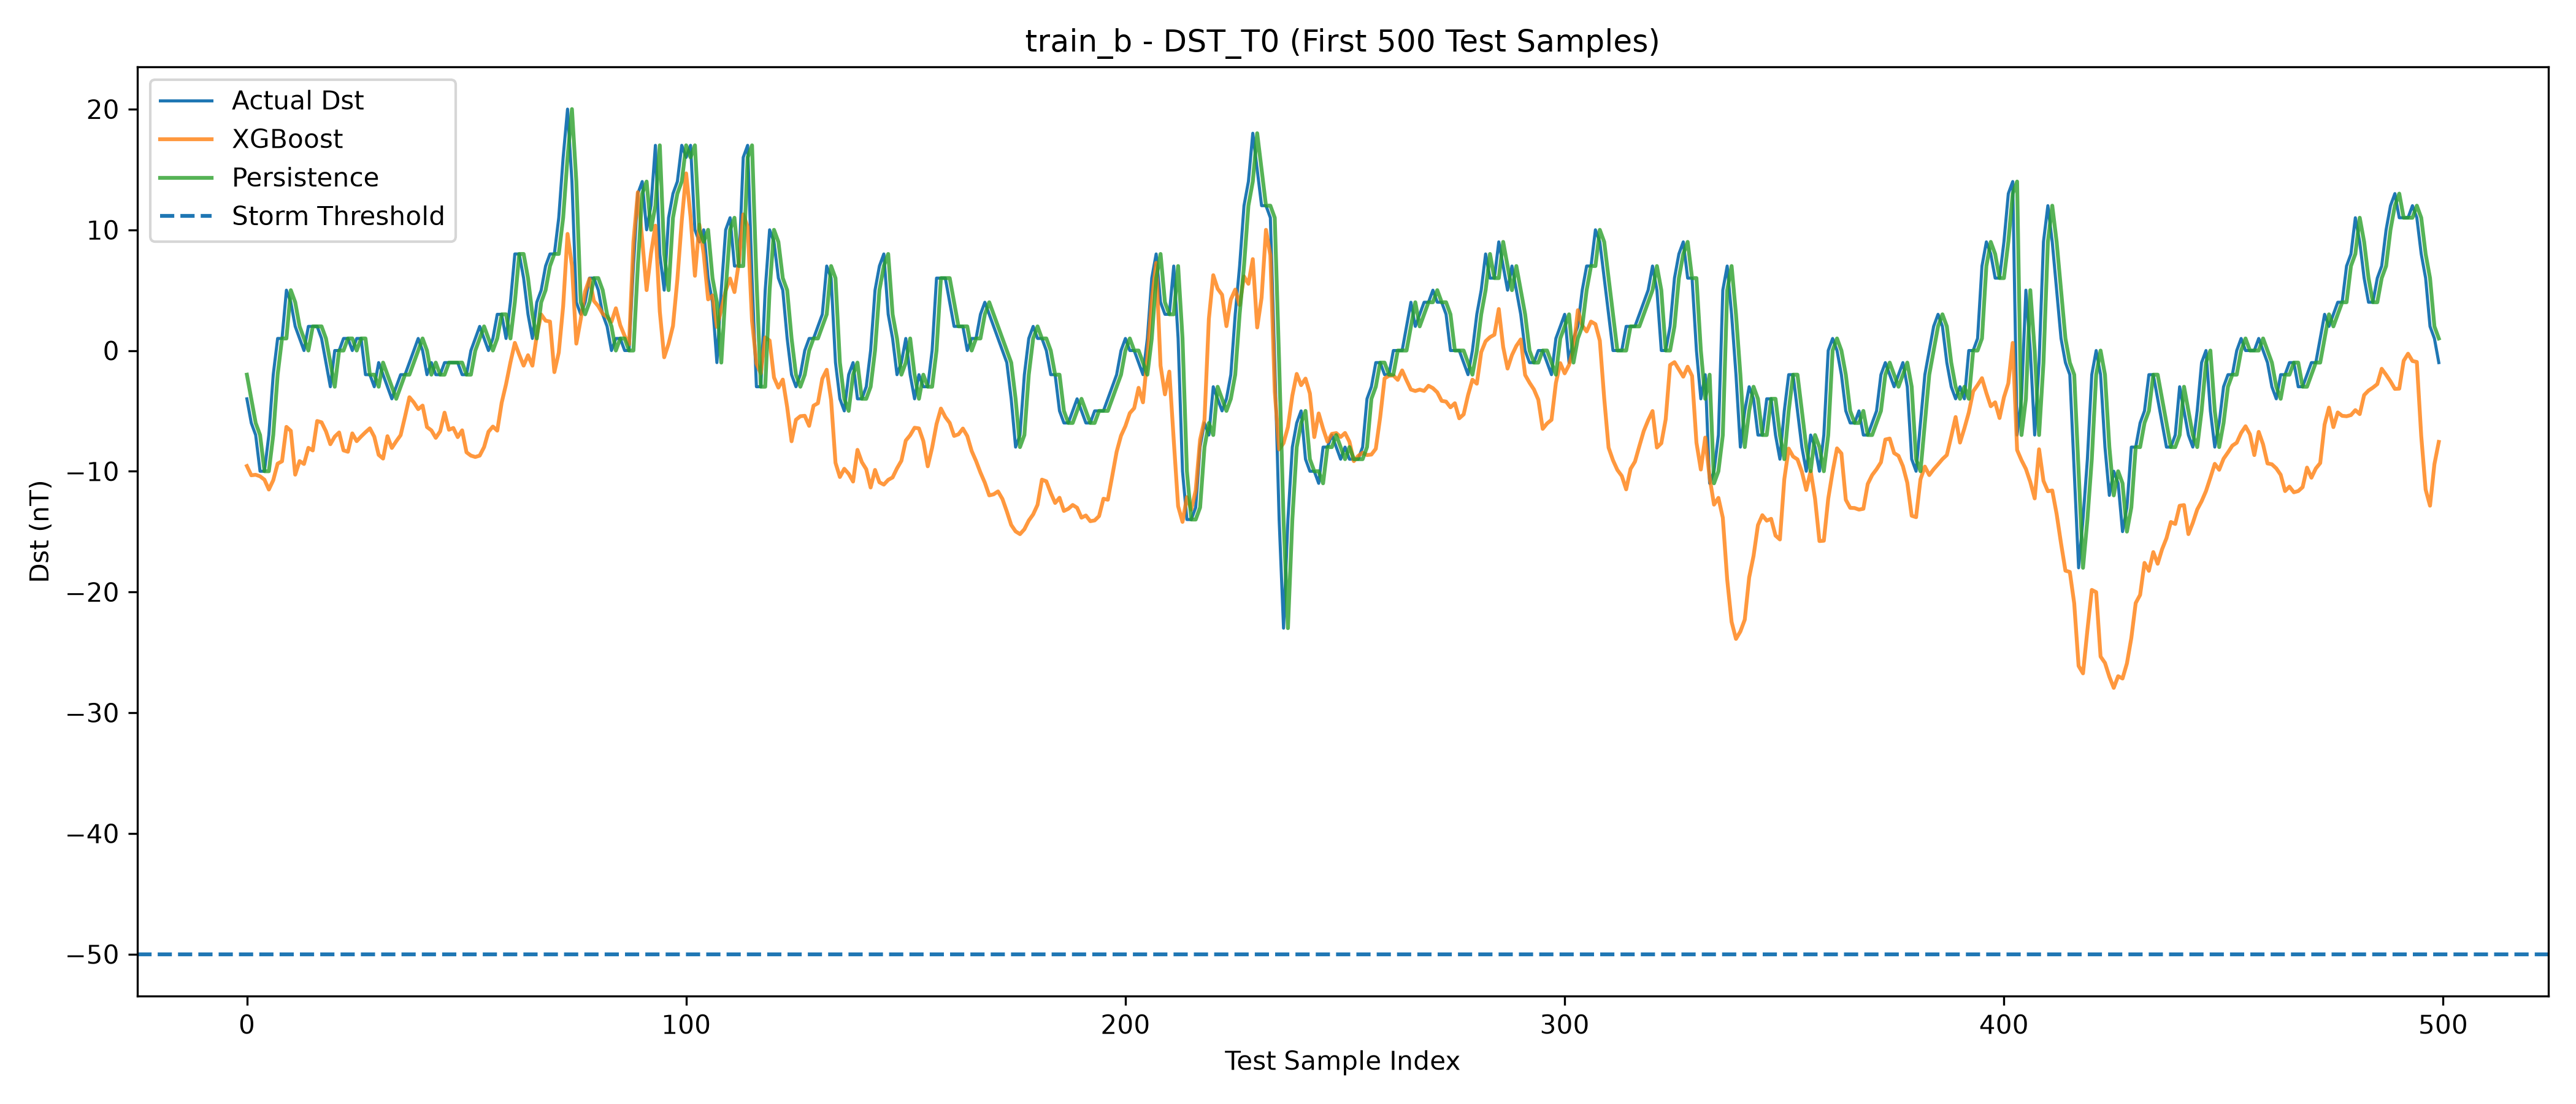 train_b - DST_T0 (First 500 Test Samples)
Actual Dst
XGBoost
Persistence
Storm Threshold
Dst (nT)
20
10
0
−10
−20
−30
−40
−50
0 100 200 300 400 500
Test Sample Index